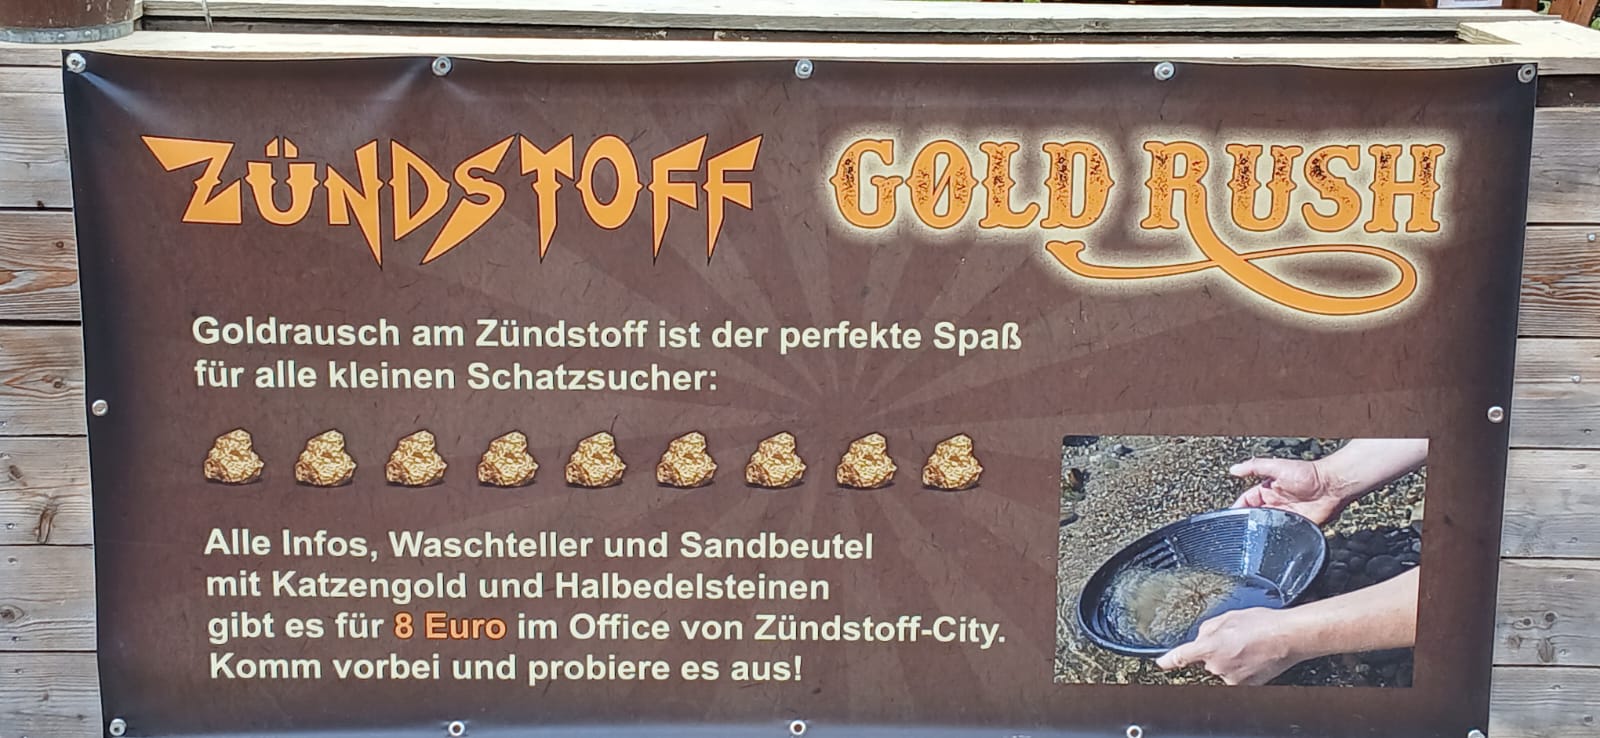 ZÜNDSTOFF GOLD RUSH
Goldrausch am Zündstoff ist der perfekte Spaß
für alle kleinen Schatzsucher:
Alle Infos, Waschteller und Sandbeutel
mit Katzengold und Halbedelsteinen
gibt es für 8 Euro im Office von Zündstoff-City.
Komm vorbei und probiere es aus!